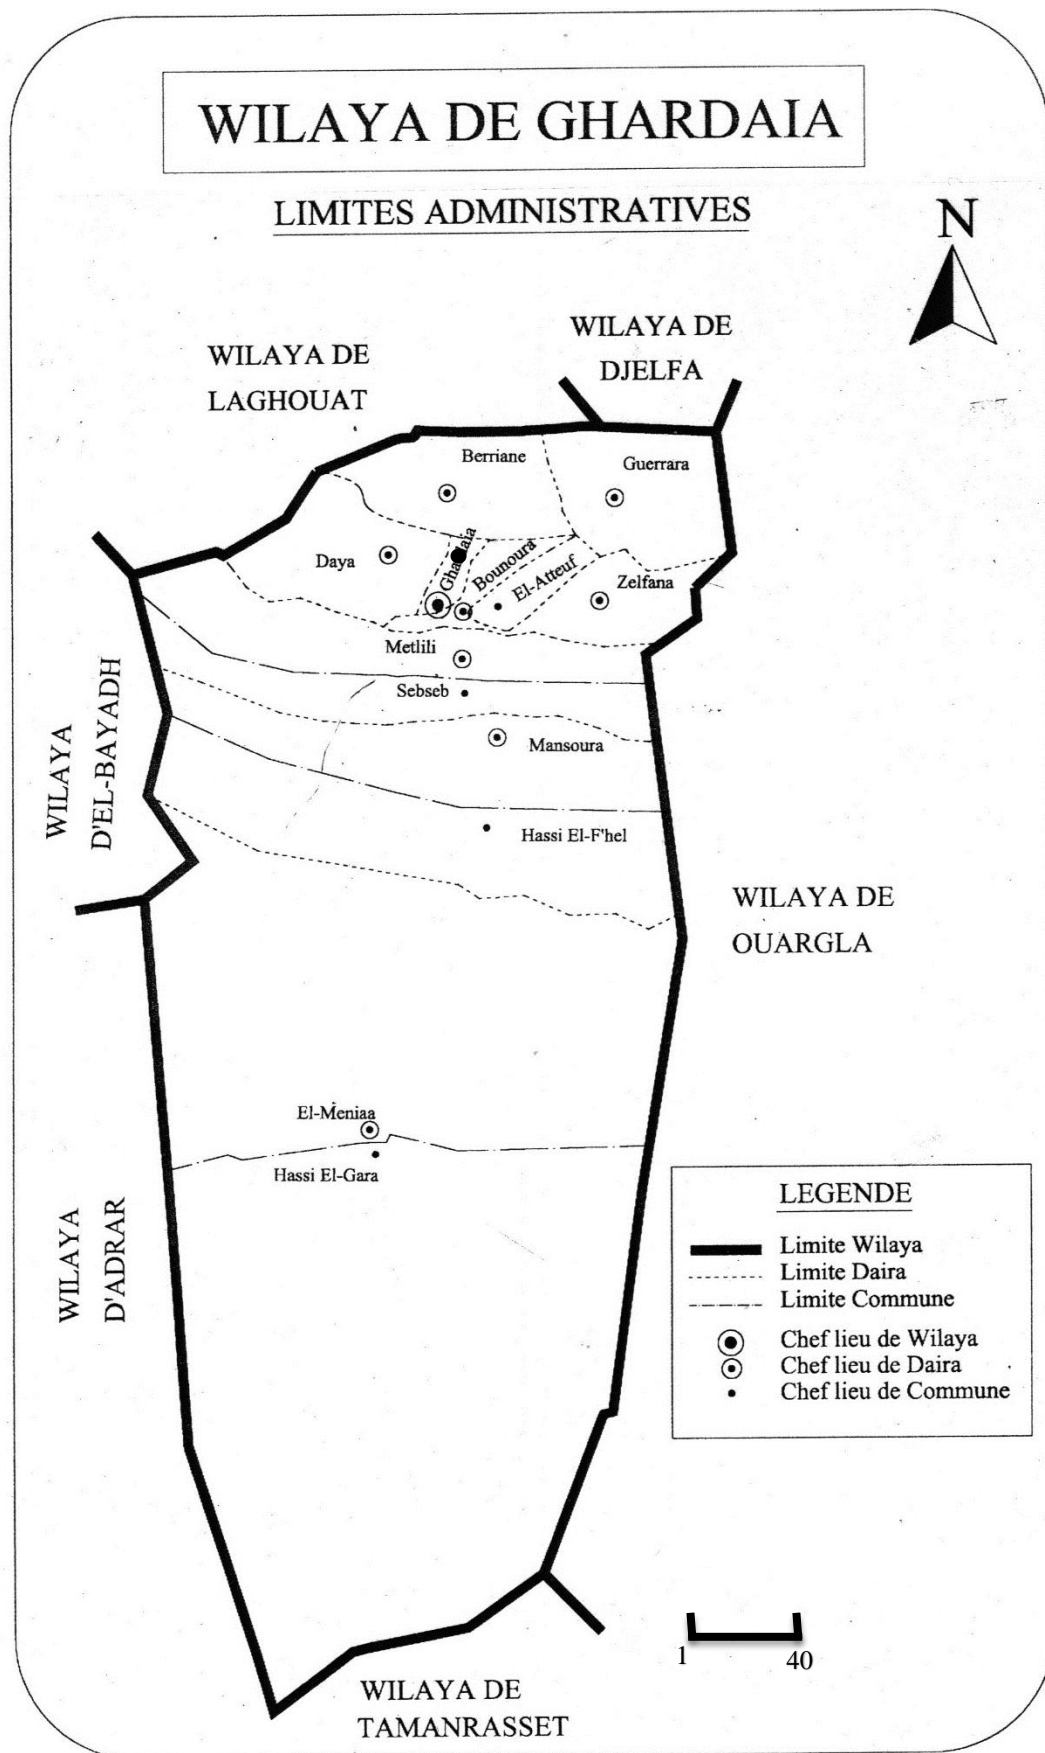 WILAYA DE GHARDAIA
LIMITES ADMINISTRATIVES
N
WILAYA DE
DJELFA
WILAYA DE
LAGHOUAT
Berriane
Guerrara
Daya
Ghardaia
Bounoura
El-Atteuf
Zelfana
Metlili
Sebseb
Mansoura
Hassi El-F'hel
WILAYA
D'EL-BAYADH
WILAYA DE
OUARGLA
El-Meniaa
Hassi El-Gara
WILAYA
D'ADRAR
LEGENDE
Limite Wilaya
Limite Daira
Limite Commune
Chef lieu de Wilaya
Chef lieu de Daira
Chef lieu de Commune
1 40
WILAYA DE
TAMANRASSET